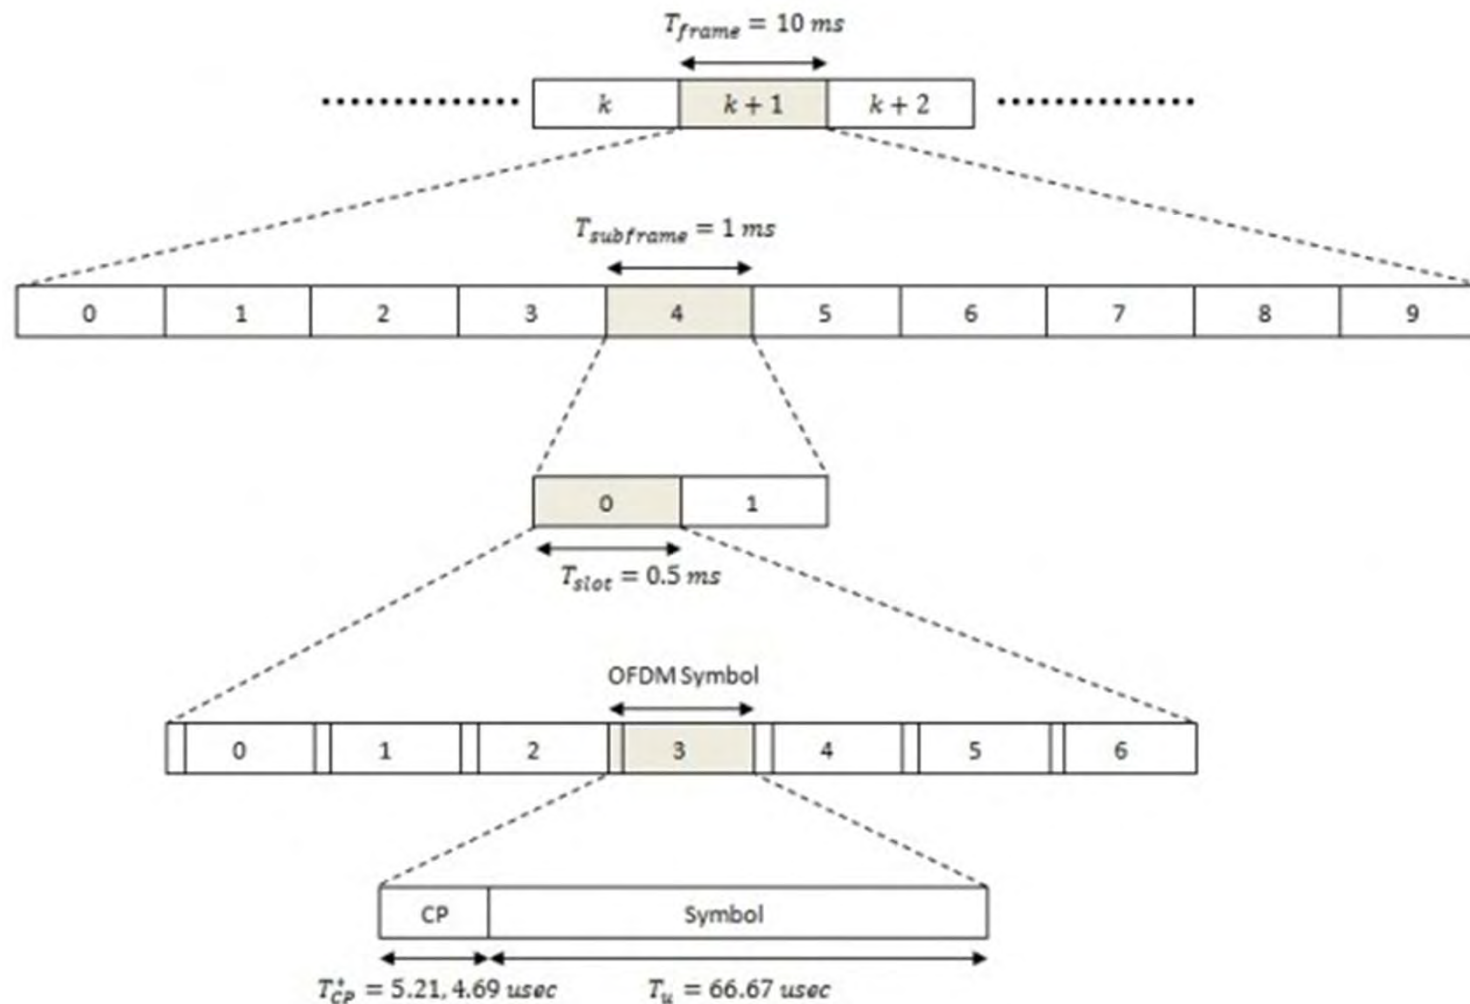 T_frame = 10 ms
k k + 1 k + 2
T_subframe = 1 ms
0 1 2 3 4 5 6 7 8 9
0 1
T_slot = 0.5 ms
OFDM Symbol
0 1 2 3 4 5 6
CP Symbol
T*_CP = 5.21, 4.69 usec T_u = 66.67 usec